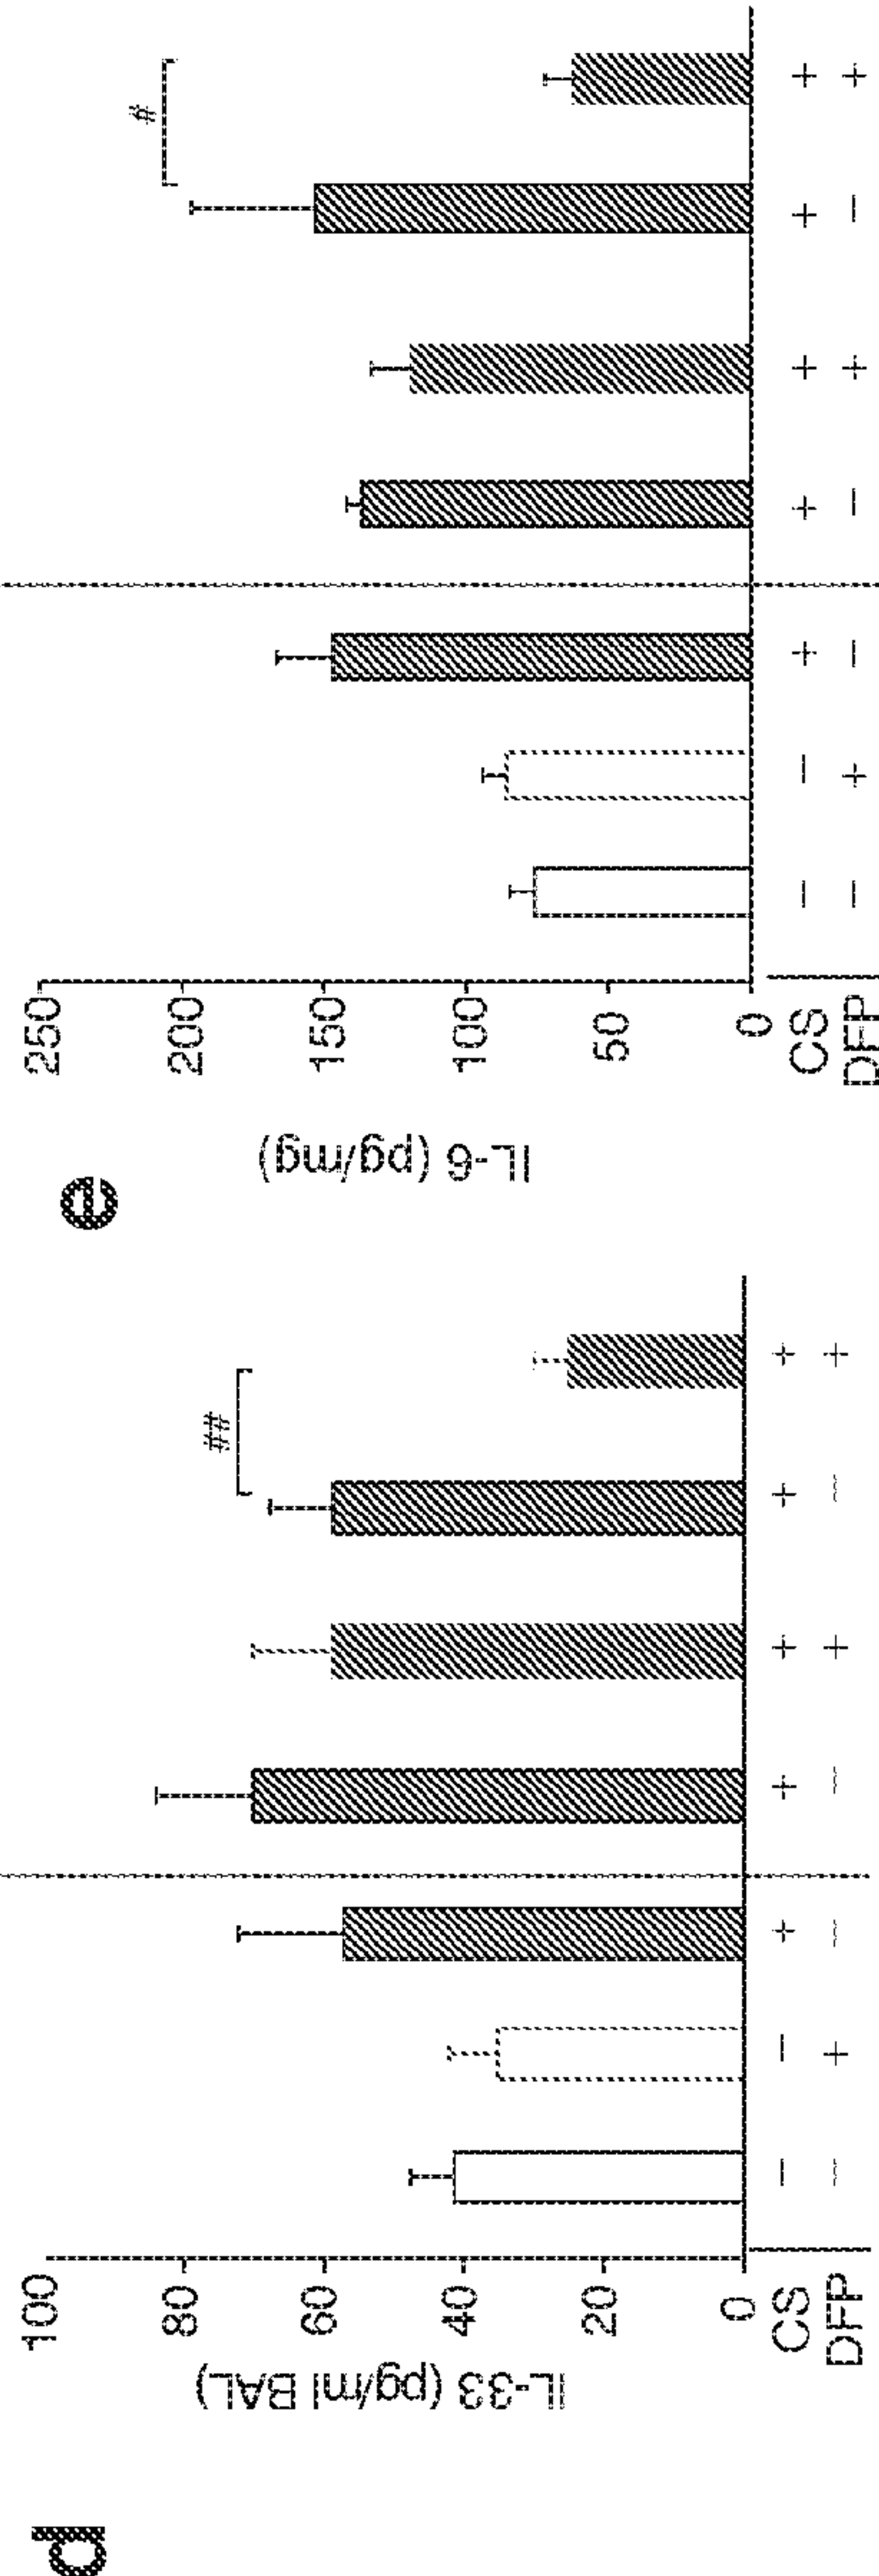 d
IL-33 (pg/ml BAL)
100
80
60
40
20
0
##
CS − − + + + + +
DFP − + − − + − +
e
IL-6 (pg/mg)
250
200
150
100
50
0
#
CS − − + + + + +
DFP − + − − + − +